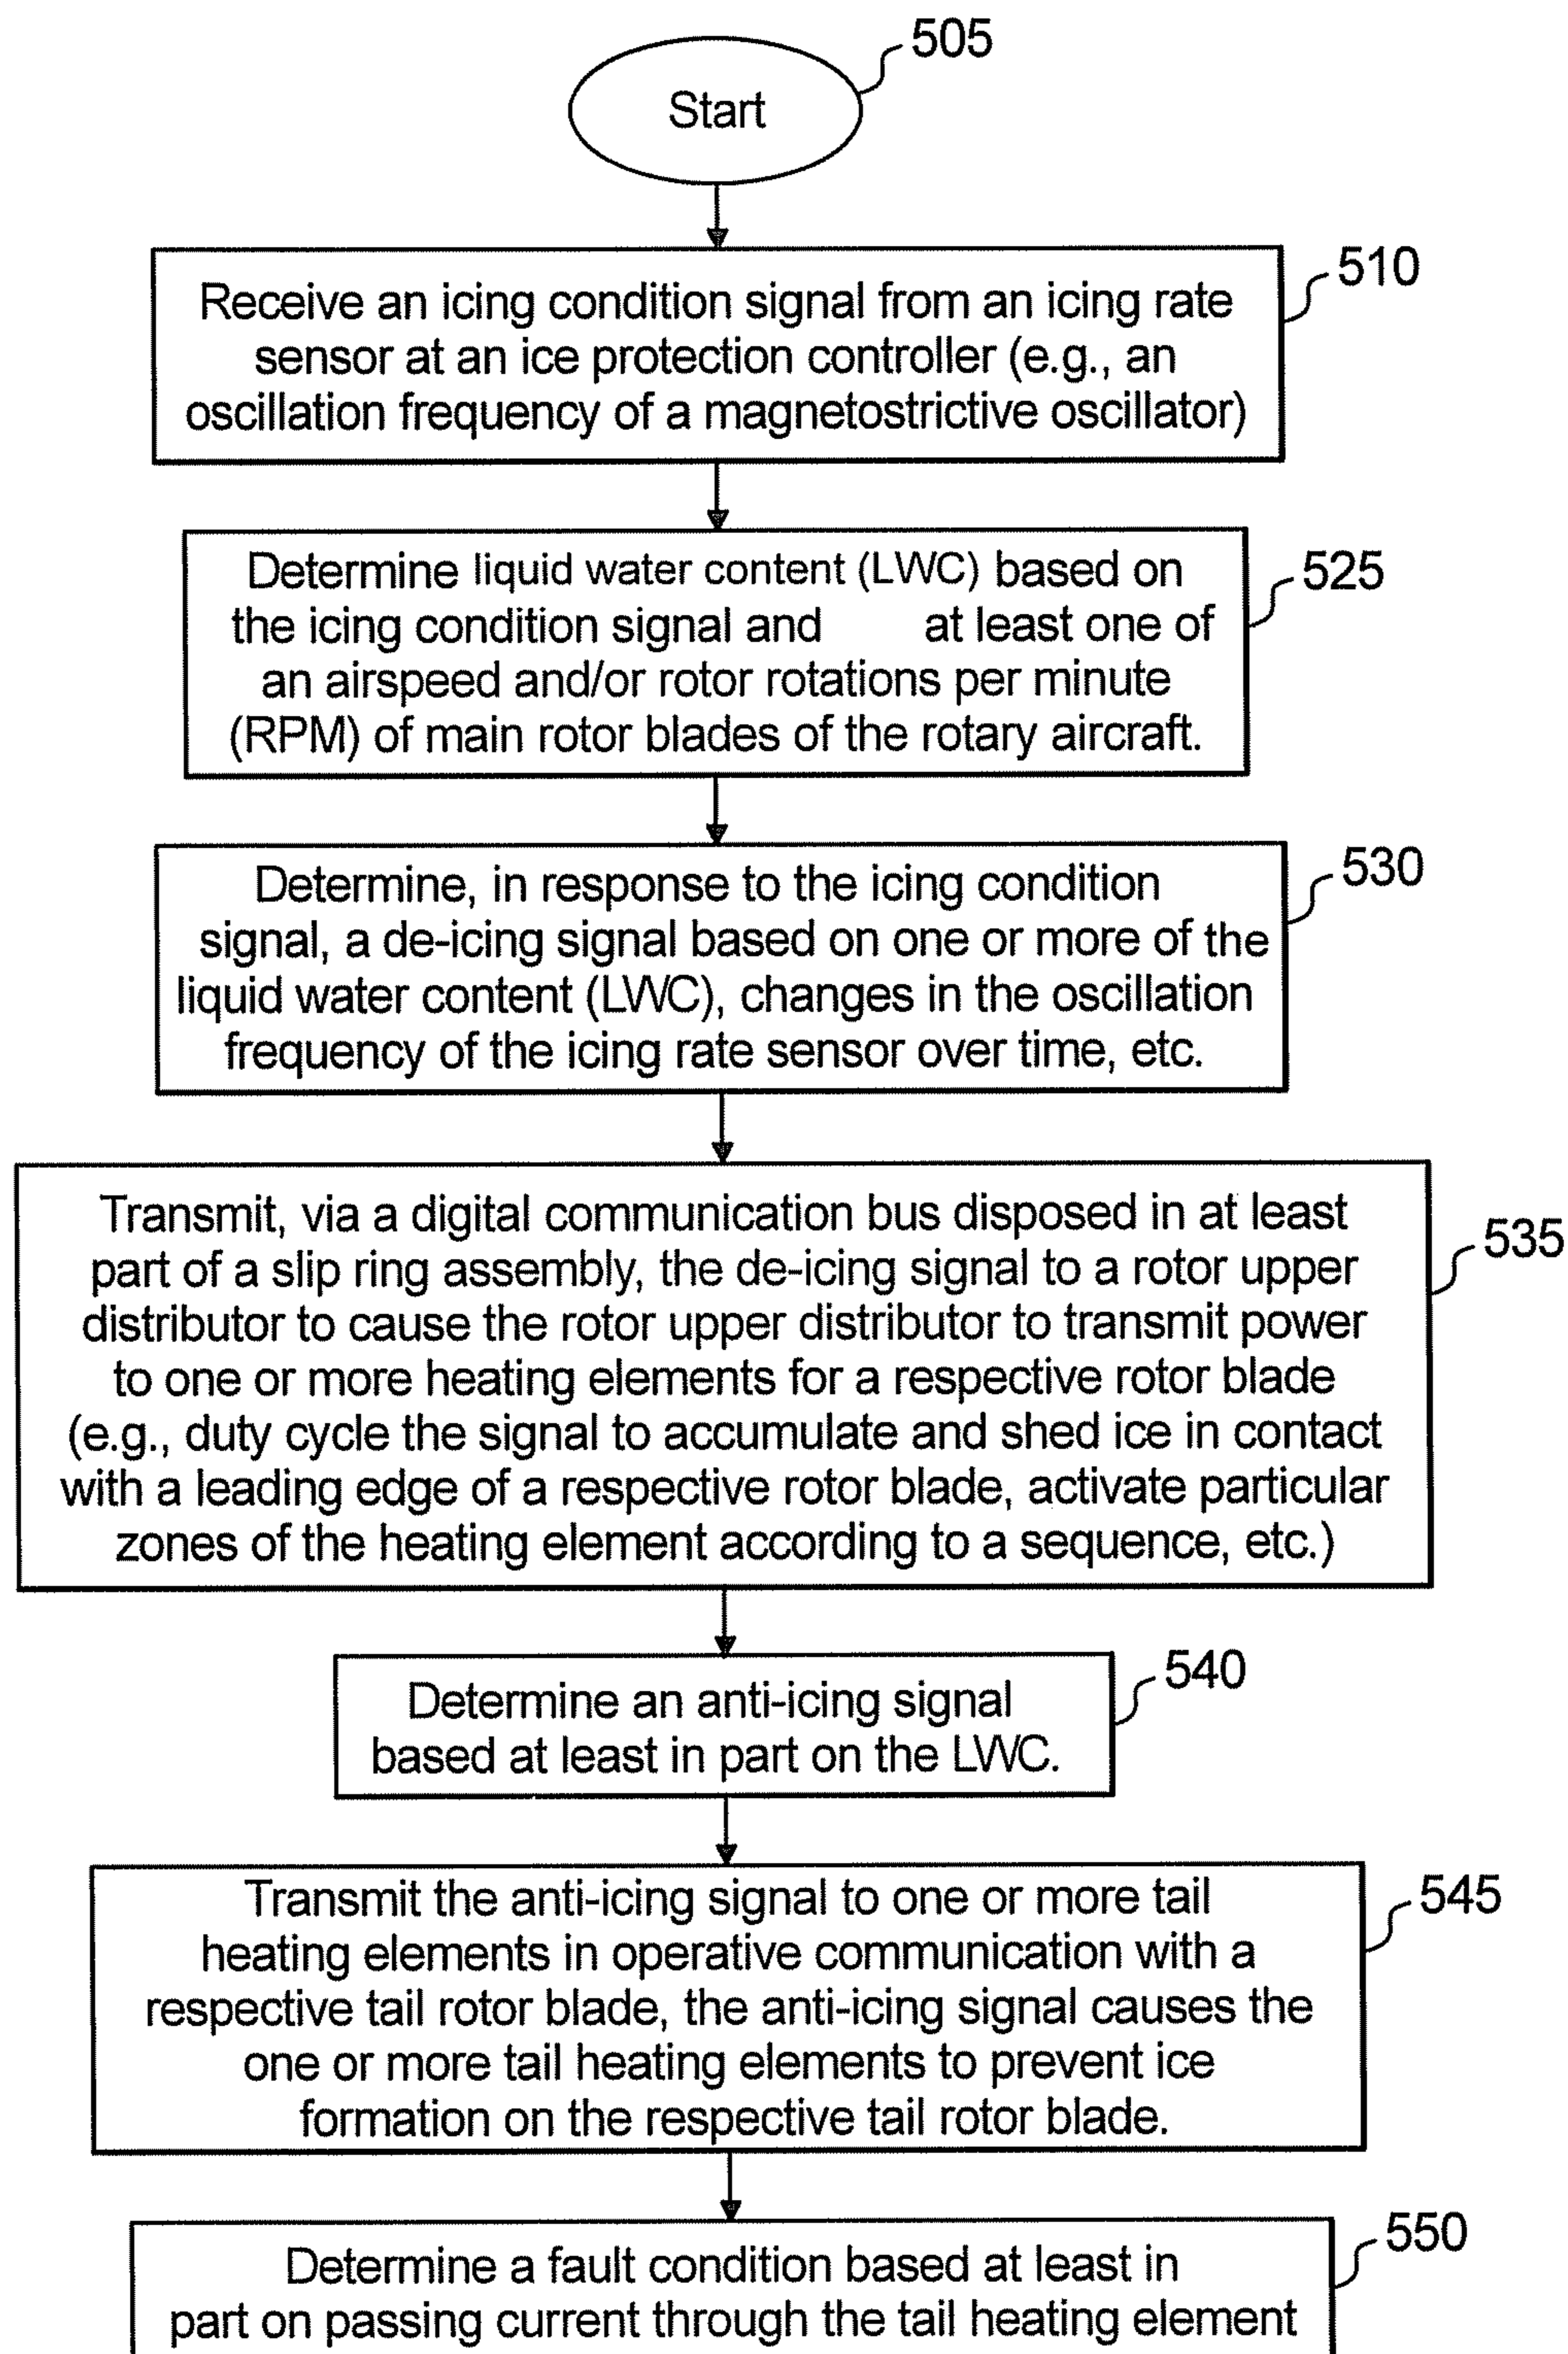 505
Start
510
Receive an icing condition signal from an icing rate
sensor at an ice protection controller (e.g., an
oscillation frequency of a magnetostrictive oscillator)
525
Determine liquid water content (LWC) based on
the icing condition signal and at least one of
an airspeed and/or rotor rotations per minute
(RPM) of main rotor blades of the rotary aircraft.
530
Determine, in response to the icing condition
signal, a de-icing signal based on one or more of the
liquid water content (LWC), changes in the oscillation
frequency of the icing rate sensor over time, etc.
535
Transmit, via a digital communication bus disposed in at least
part of a slip ring assembly, the de-icing signal to a rotor upper
distributor to cause the rotor upper distributor to transmit power
to one or more heating elements for a respective rotor blade
(e.g., duty cycle the signal to accumulate and shed ice in contact
with a leading edge of a respective rotor blade, activate particular
zones of the heating element according to a sequence, etc.)
540
Determine an anti-icing signal
based at least in part on the LWC.
545
Transmit the anti-icing signal to one or more tail
heating elements in operative communication with a
respective tail rotor blade, the anti-icing signal causes the
one or more tail heating elements to prevent ice
formation on the respective tail rotor blade.
550
Determine a fault condition based at least in
part on passing current through the tail heating element